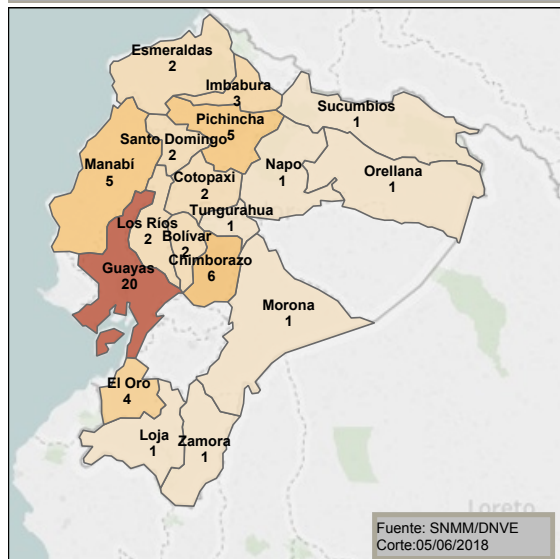 Esmeraldas
2
Imbabura
3
Sucumbios
1
Pichincha
5
Santo Domingo
2
Manabí
5
Napo
1
Orellana
1
Cotopaxi
2
Tungurahua
1
Los Ríos
2
Bolívar
2
Chimborazo
6
Guayas
20
Morona
1
El Oro
4
Loja
1
Zamora
1
Loreto
Fuente: SNMM/DNVE
Corte:05/06/2018